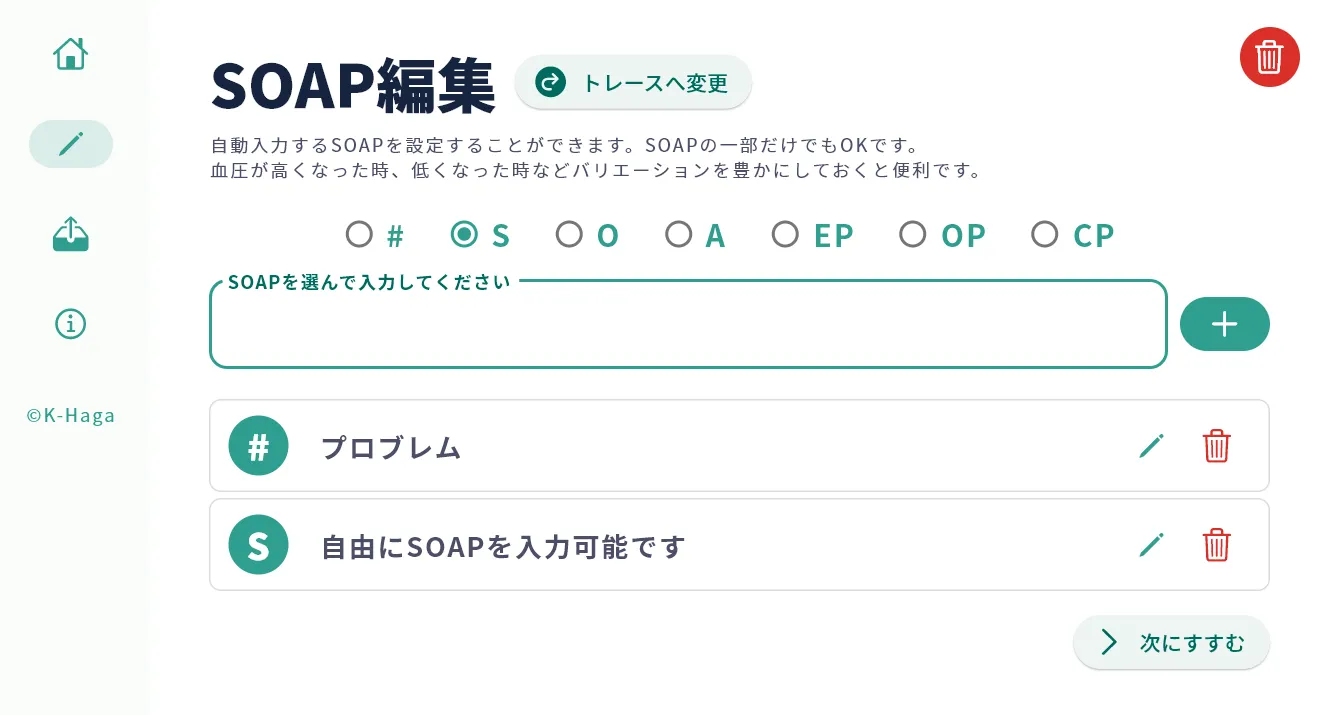 SOAP編集
トレースへ変更
自動入力するSOAPを設定することができます。SOAPの一部だけでもOKです。
血圧が高くなった時、低くなった時などバリエーションを豊かにしておくと便利です。
# S O A EP OP CP
SOAPを選んで入力してください
# プロブレム
S 自由にSOAPを入力可能です
次にすすむ
©K-Haga